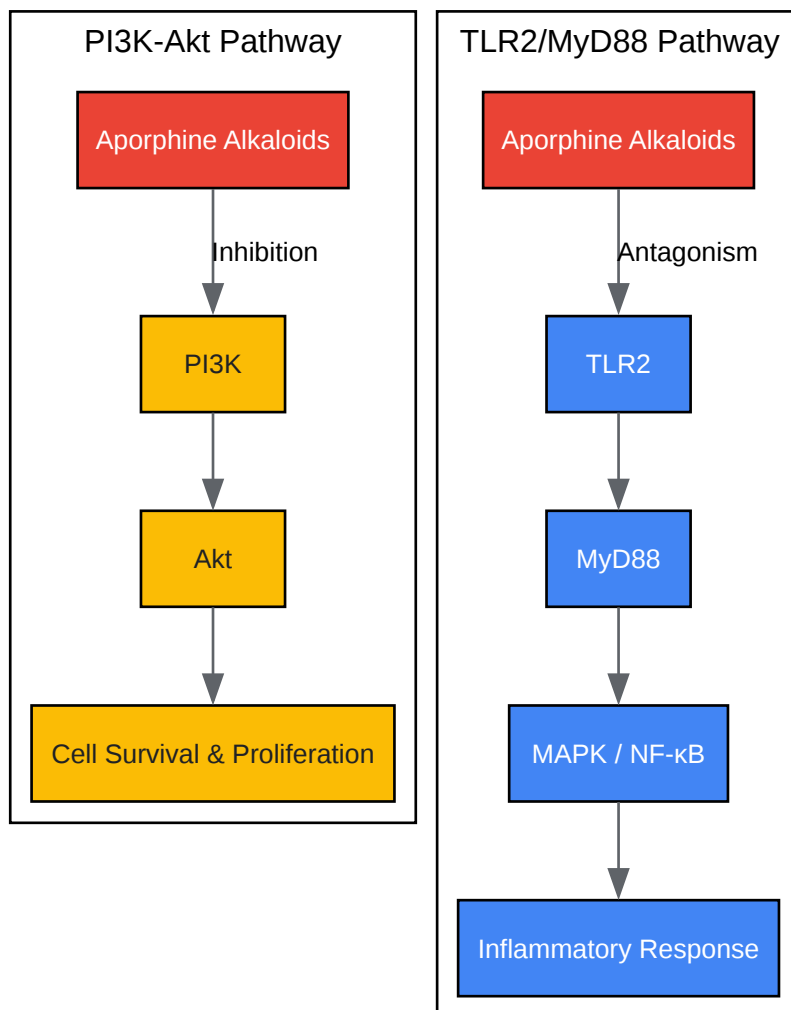 PI3K-Akt Pathway
Aporphine Alkaloids
Inhibition
PI3K
Akt
Cell Survival & Proliferation
TLR2/MyD88 Pathway
Aporphine Alkaloids
Antagonism
TLR2
MyD88
MAPK / NF-κB
Inflammatory Response